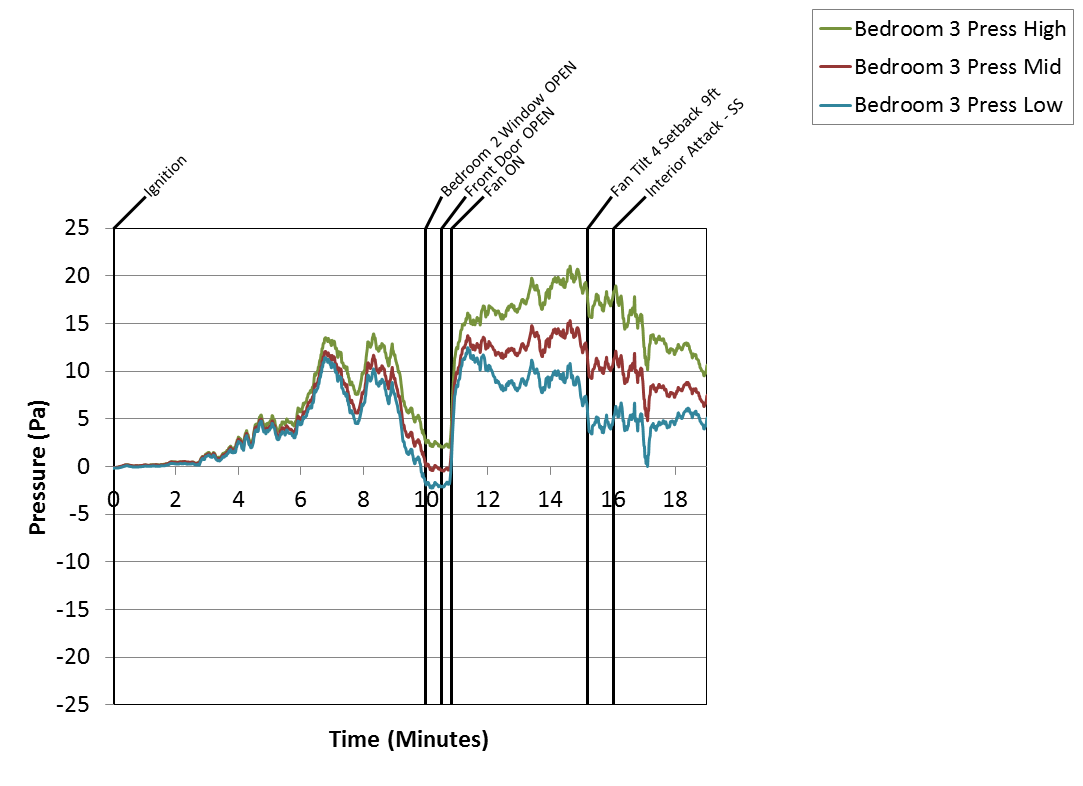 Bedroom 3 Press High
Bedroom 3 Press Mid
Bedroom 3 Press Low
Ignition
Bedroom 2 Window OPEN
Front Door OPEN
Fan ON
Fan Tilt 4 Setback 9ft
Interior Attack - SS
25
20
15
10
5
0
-5
-10
-15
-20
-25
0 2 4 6 8 10 12 14 16 18
Pressure (Pa)
Time (Minutes)